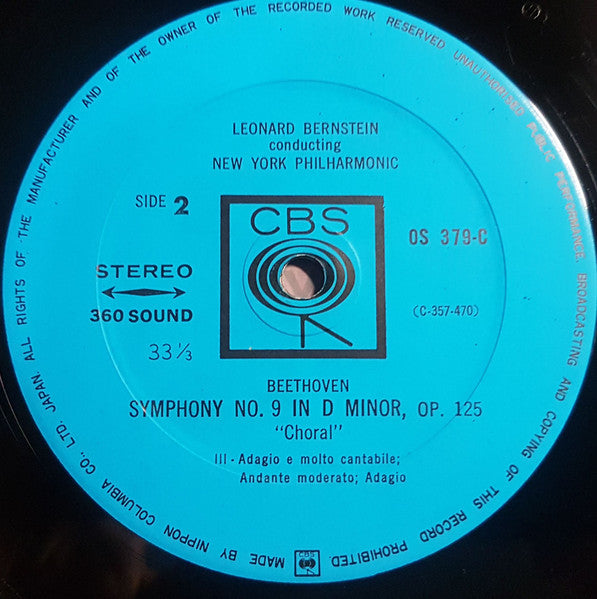 ALL RIGHTS OF THE MANUFACTURER AND OF THE OWNER OF THE RECORDED WORK RESERVED UNAUTHORISED PUBLIC PERFORMANCE, BROADCASTING AND COPYING OF THIS RECORD PROHIBITED.
LEONARD BERNSTEIN
conducting
NEW YORK PHILHARMONIC
SIDE 2
CBS
OS 379-C
STEREO
360 SOUND
(C-357-470)
33⅓
BEETHOVEN
SYMPHONY NO. 9 IN D MINOR, OP. 125
"Choral"
III - Adagio e molto cantabile;
Andante moderato; Adagio
MADE BY NIPPON COLUMBIA CO., LTD. JAPAN.
CBS